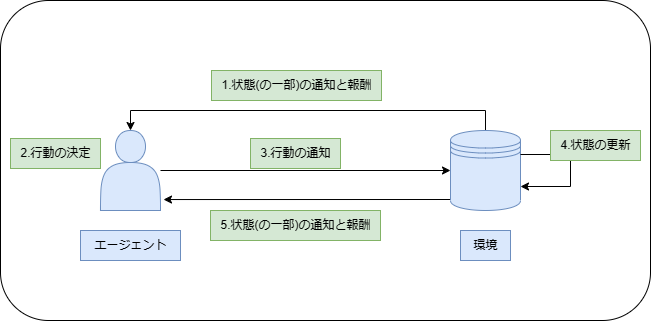 1.状態(の一部)の通知と報酬
2.行動の決定
3.行動の通知
4.状態の更新
5.状態(の一部)の通知と報酬
エージェント
環境